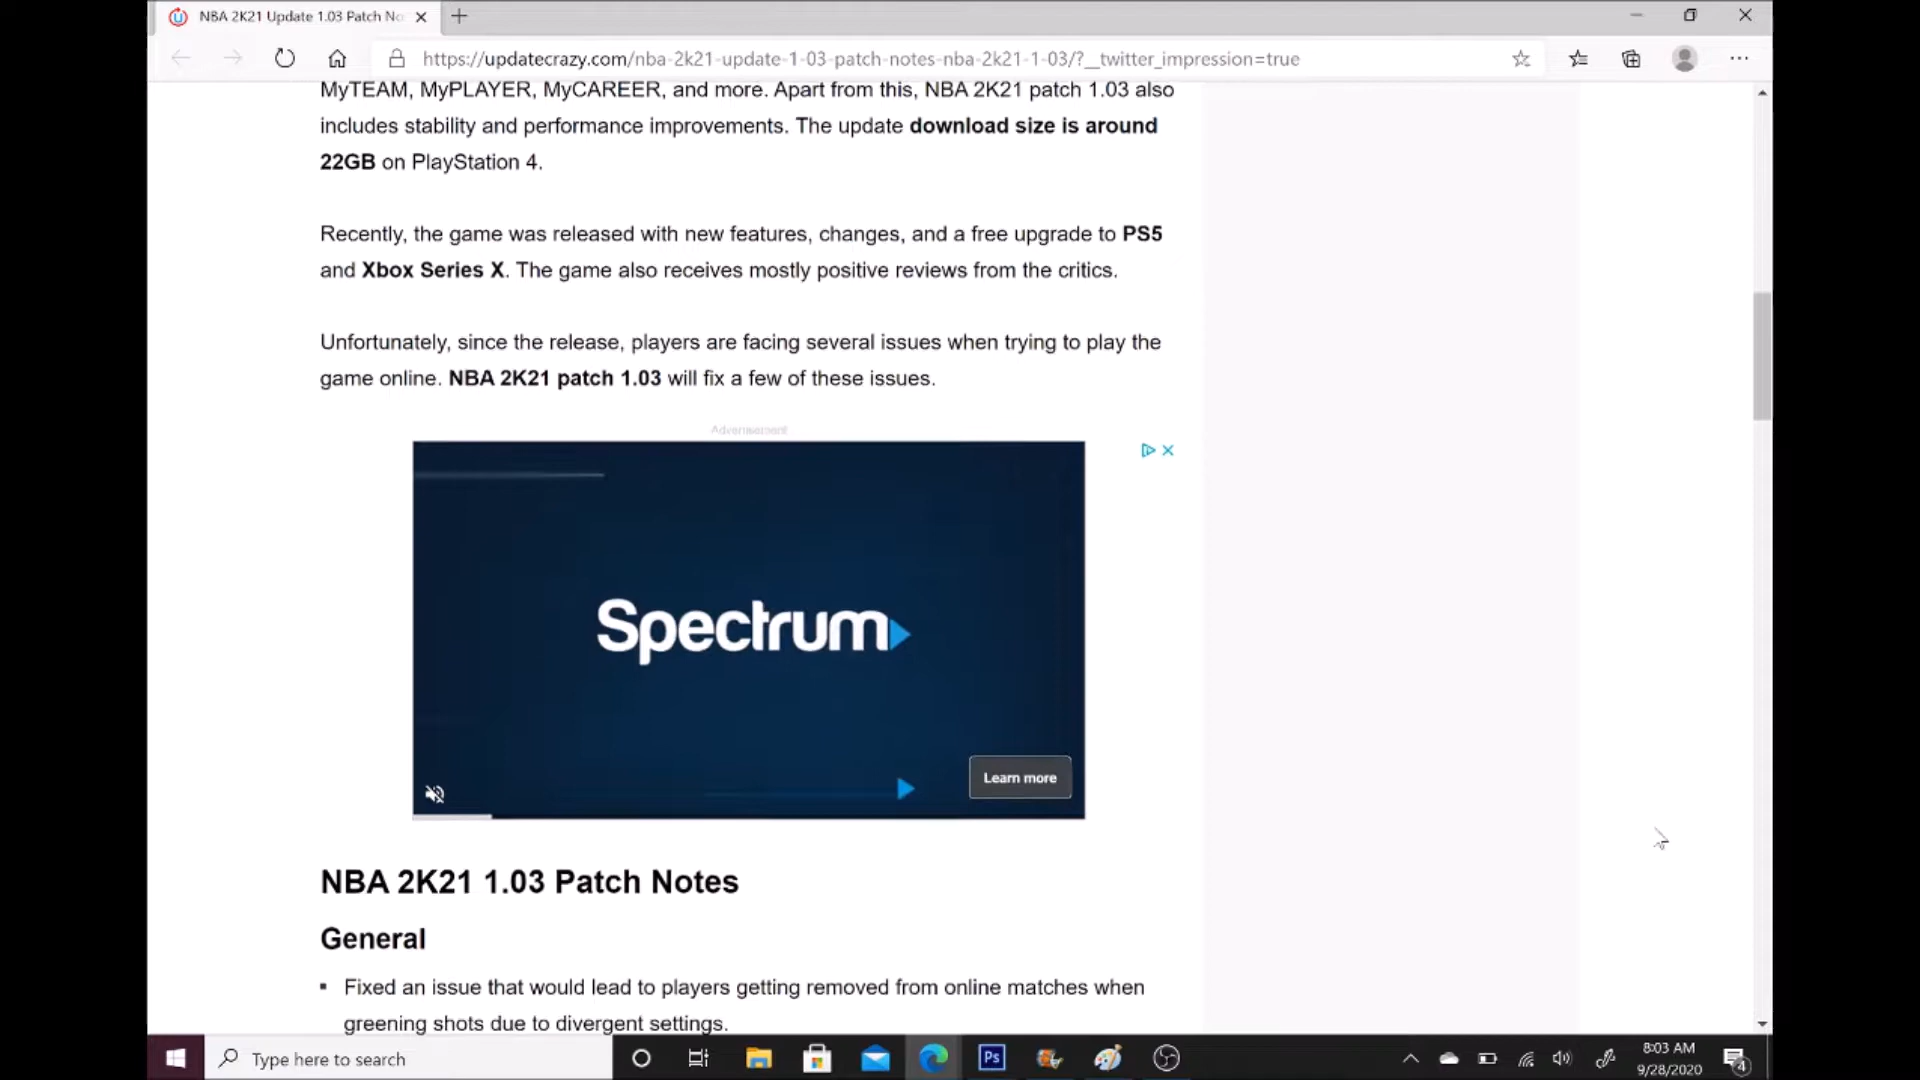 NBA 2K21 Update 1.03 Patch No
https://updatecrazy.com/nba-2k21-update-1-03-patch-notes-nba-2k21-1-03/?__twitter_impression=true
MyTEAM, MyPLAYER, MyCAREER, and more. Apart from this, NBA 2K21 patch 1.03 also
includes stability and performance improvements. The update download size is around
22GB on PlayStation 4.
Recently, the game was released with new features, changes, and a free upgrade to PS5
and Xbox Series X. The game also receives mostly positive reviews from the critics.
Unfortunately, since the release, players are facing several issues when trying to play the
game online. NBA 2K21 patch 1.03 will fix a few of these issues.
Advertisement
Spectrum
Learn more
NBA 2K21 1.03 Patch Notes
General
▪ Fixed an issue that would lead to players getting removed from online matches when
greening shots due to divergent settings.
Type here to search
Ps
8:03 AM
9/28/2020
4